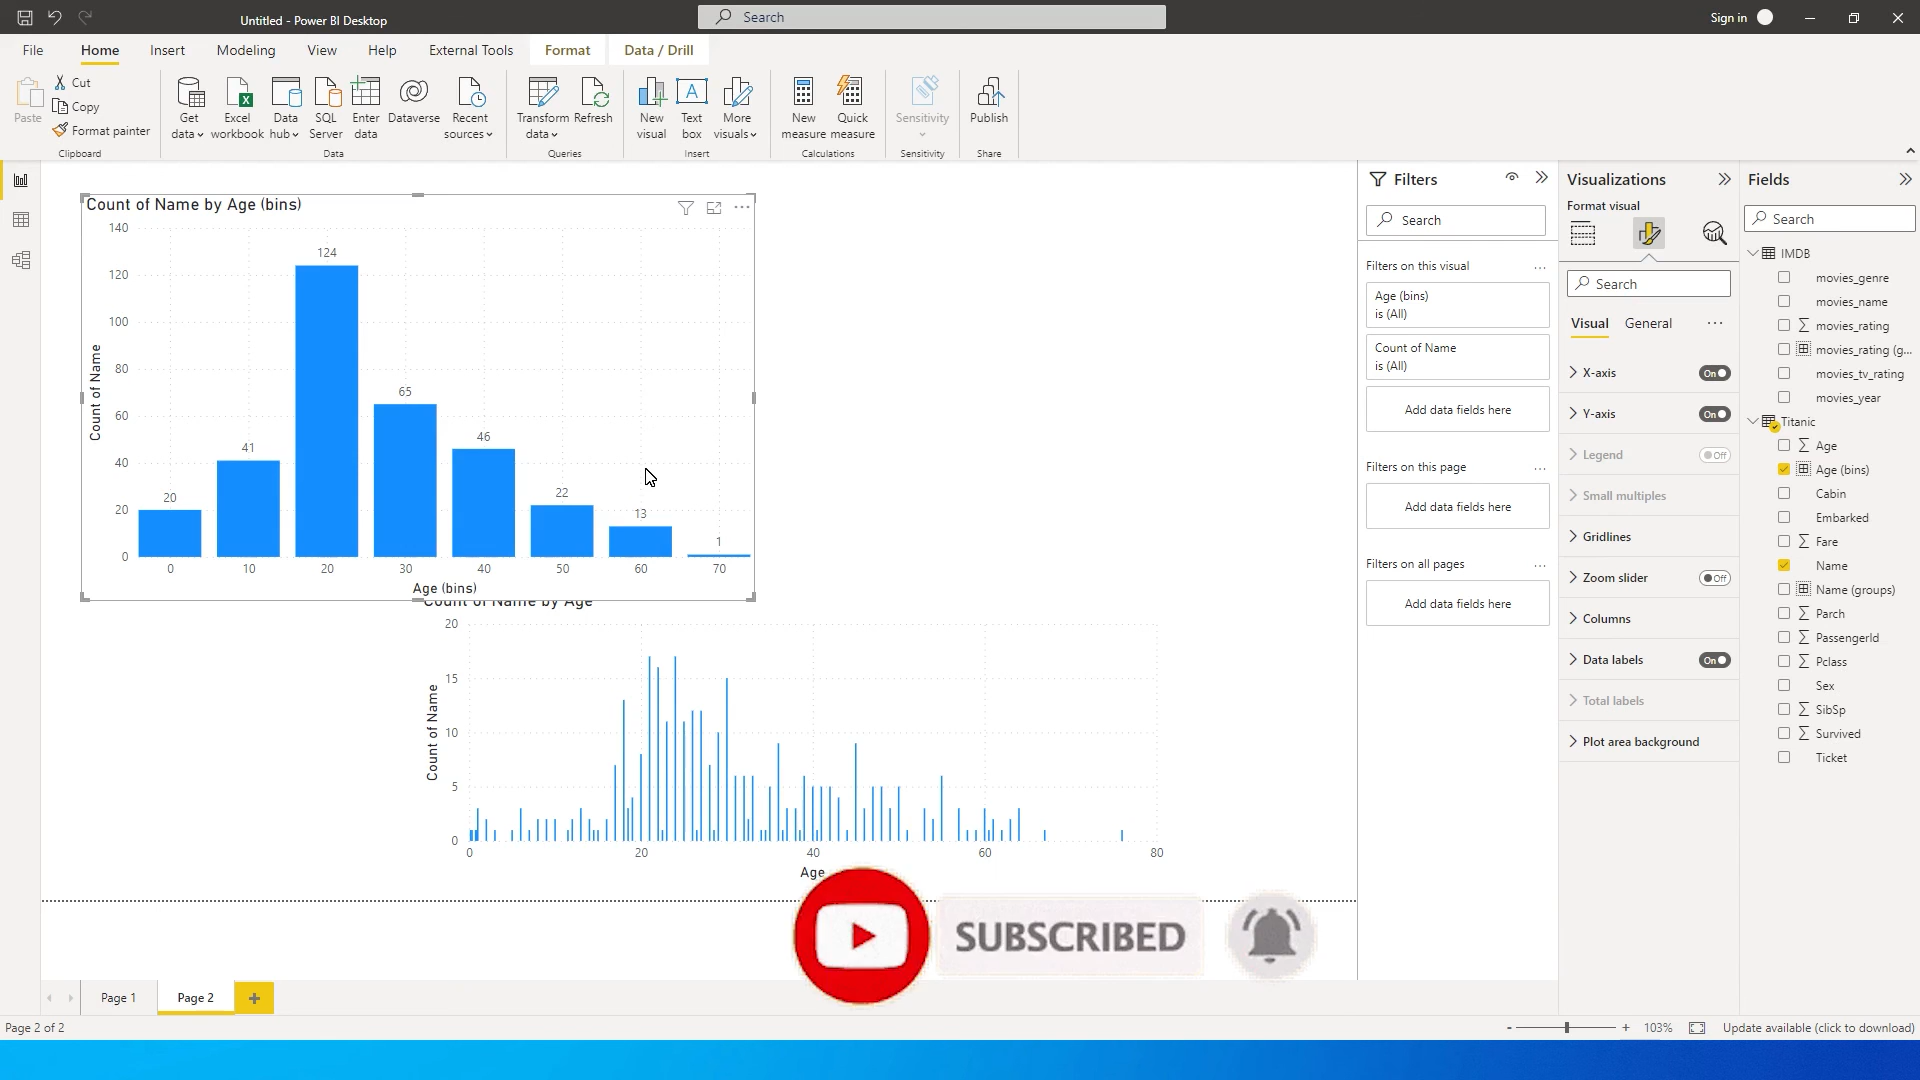 Untitled - Power BI Desktop
Search
Sign in
File Home Insert Modeling View Help External Tools Format Data / Drill
Paste
Cut
Copy
Format painter
Clipboard
Get data
Excel workbook
Data hub
SQL Server
Enter data
Dataverse
Recent sources
Data
Transform data
Refresh
Queries
New visual
Text box
More visuals
Insert
New measure
Quick measure
Calculations
Sensitivity
Sensitivity
Publish
Share
Count of Name by Age (bins)
140
120
100
80
60
40
20
0
Count of Name
20
41
124
65
46
22
13
1
0 10 20 30 40 50 60 70
Age (bins)
Count of Name by Age
20
15
10
5
0
Count of Name
0 20 40 60 80
Age
SUBSCRIBED
Filters
Search
Filters on this visual ...
Age (bins)
is (All)
Count of Name
is (All)
Add data fields here
Filters on this page ...
Add data fields here
Filters on all pages ...
Add data fields here
Visualizations
Format visual
Search
Visual General ...
X-axis On
Y-axis On
Legend Off
Small multiples
Gridlines
Zoom slider Off
Columns
Data labels On
Total labels
Plot area background
Fields
Search
IMDB
movies_genre
movies_name
movies_rating
movies_rating (g...
movies_tv_rating
movies_year
Titanic
Age
Age (bins)
Cabin
Embarked
Fare
Name
Name (groups)
Parch
PassengerId
Pclass
Sex
SibSp
Survived
Ticket
Page 1 Page 2 +
Page 2 of 2
- + 103% Update available (click to download)